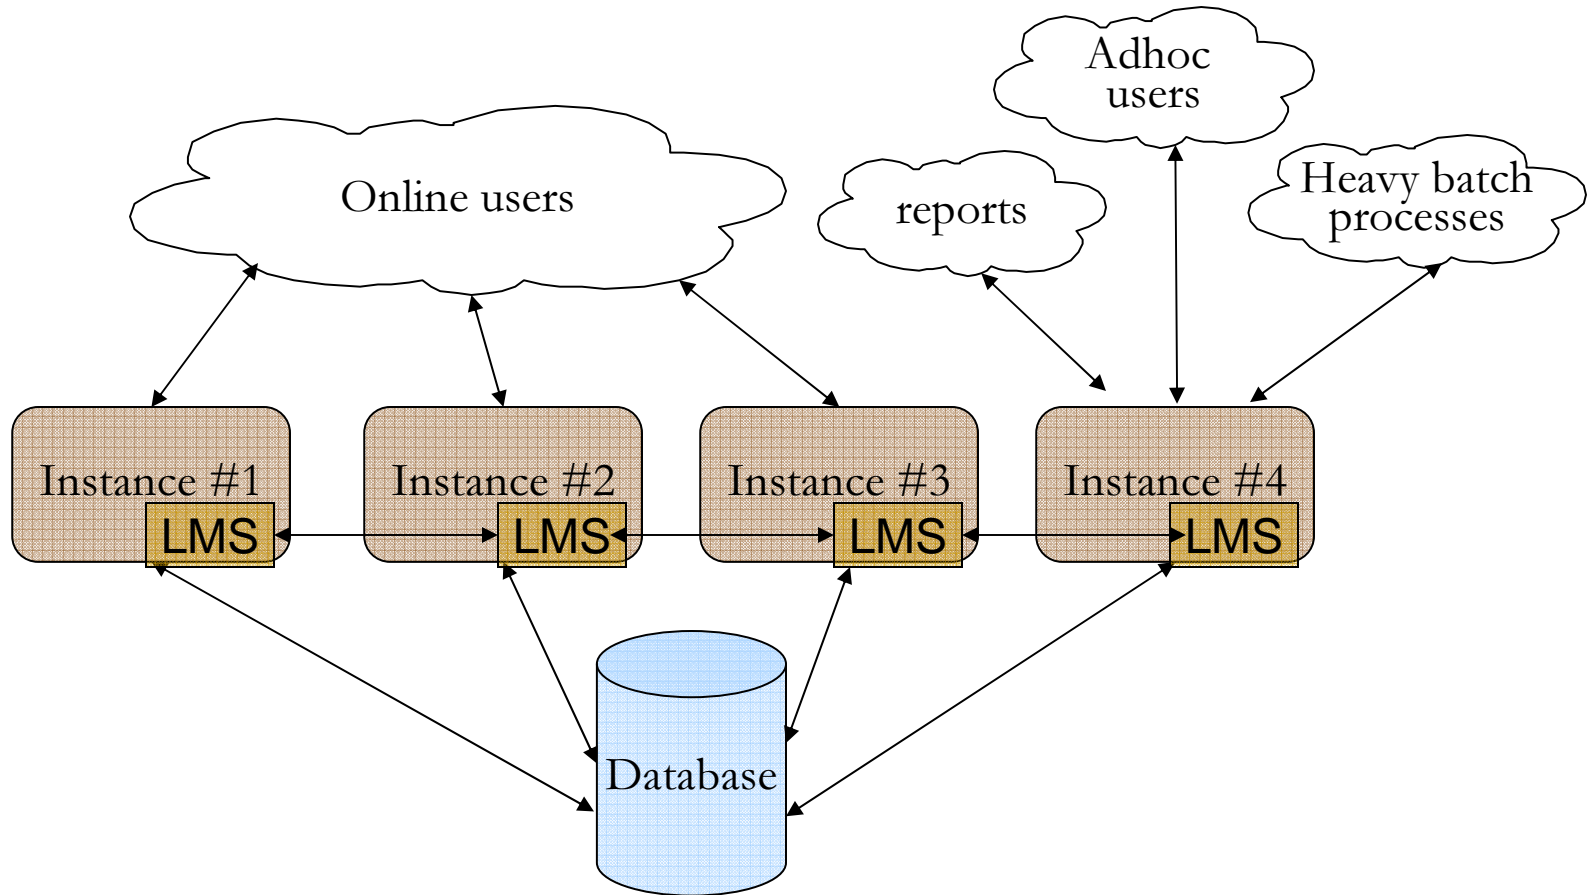 Adhoc
users
Online users
reports
Heavy batch
processes
Instance #1
Instance #2
Instance #3
Instance #4
LMS
LMS
LMS
LMS
Database